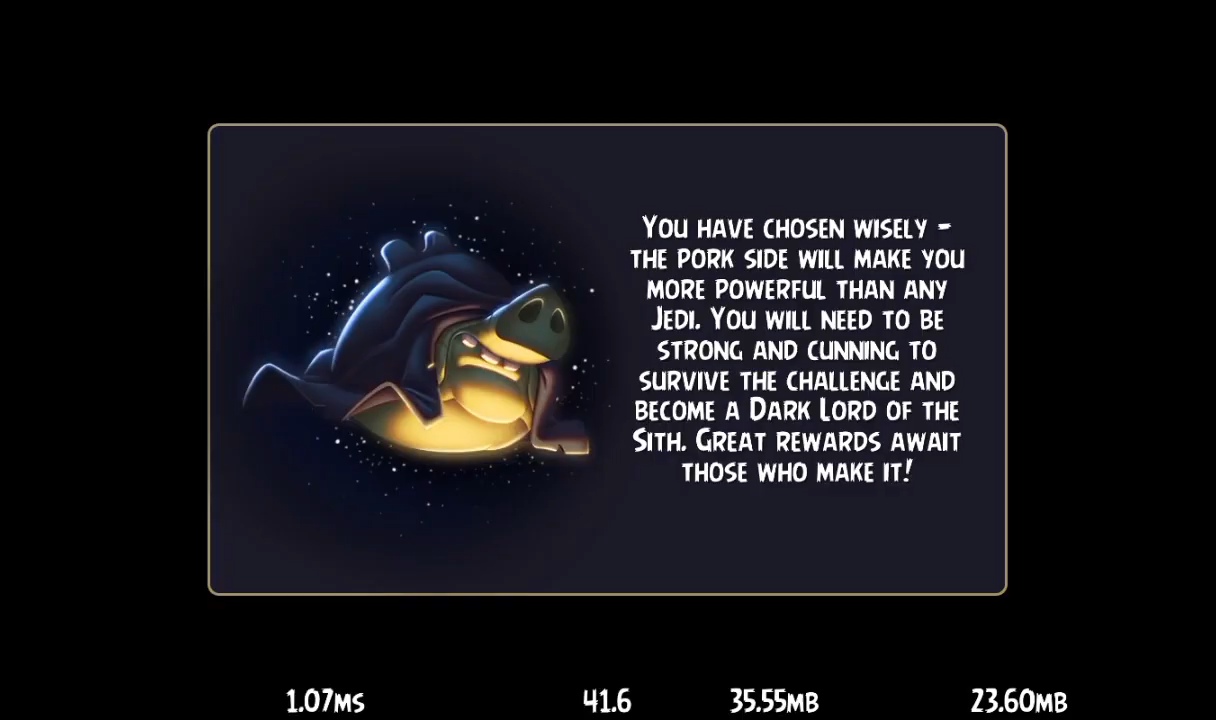 You have chosen wisely -
the pork side will make you
more powerful than any
Jedi. You will need to be
strong and cunning to
survive the challenge and
become a Dark Lord of the
Sith. Great rewards await
those who make it!
1.07ms 41.6 35.55mb 23.60mb